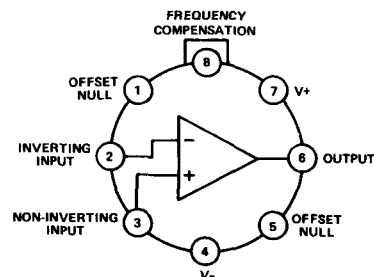 FREQUENCY
COMPENSATION
8
OFFSET
NULL
1
7
V+
INVERTING
INPUT
2
−
6
OUTPUT
+
NON-INVERTING
INPUT
3
5
OFFSET
NULL
4